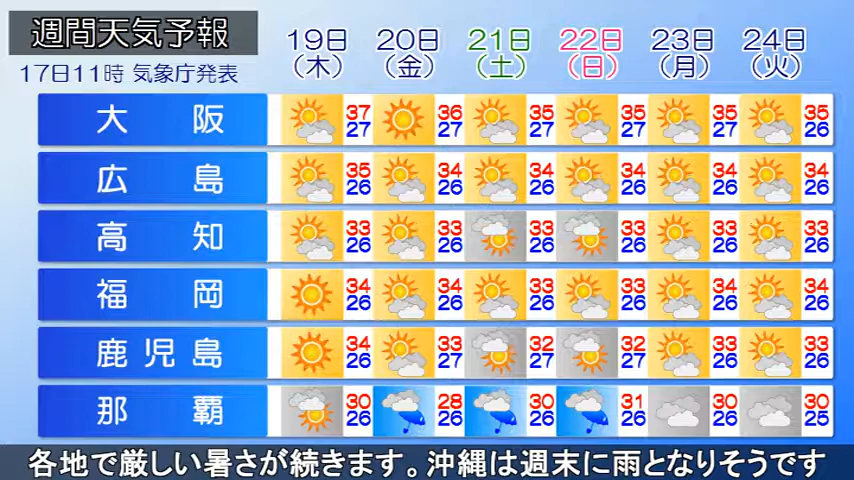 週間天気予報
17日11時 気象庁発表
19日 20日 21日 22日 23日 24日
(木) (金) (土) (日) (月) (火)
大阪 37 27 36 27 35 27 35 27 35 27 35 26
広島 35 26 34 26 34 26 34 26 34 26 34 26
高知 33 26 33 26 33 26 33 26 33 26 33 26
福岡 34 26 34 26 33 26 33 26 34 26 34 26
鹿児島 34 26 33 27 32 27 32 27 33 26 33 26
那覇 30 26 28 26 30 26 31 26 30 26 30 25
各地で厳しい暑さが続きます。沖縄は週末に雨となりそうです